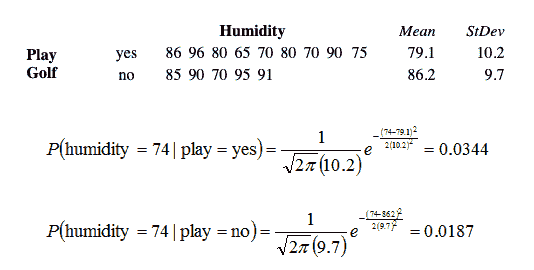 Humidity Mean StDev
Play yes 86 96 80 65 70 80 70 90 75 79.1 10.2
Golf no 85 90 70 95 91 86.2 9.7
P(humidity = 74 | play = yes) = 1 / √2π (10.2) e^ -(74-79.1)² / 2(10.2)² = 0.0344
P(humidity = 74 | play = no) = 1 / √2π (9.7) e^ -(74-86.2)² / 2(9.7)² = 0.0187